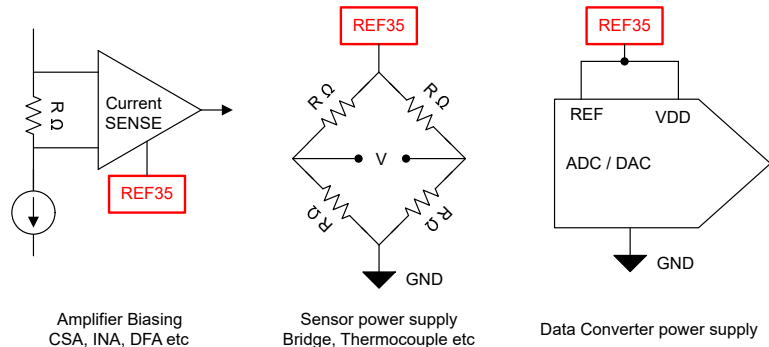 R Ω
Current
SENSE
REF35
Amplifier Biasing
CSA, INA, DFA etc
REF35
R Ω
R Ω
V
R Ω
R Ω
GND
Sensor power supply
Bridge, Thermocouple etc
REF35
REF
VDD
ADC / DAC
GND
Data Converter power supply